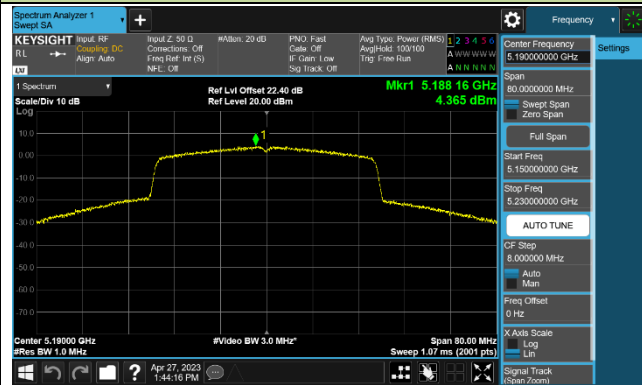 Spectrum Analyzer 1
Swept SA
+
Frequency
KEYSIGHT
RL
LXI
Input: RF
Coupling: DC
Align: Auto
Input Z: 50 Ω
Corrections: Off
Freq Ref: Int (S)
NFE: Off
#Atten: 20 dB
PNO: Fast
Gate: Off
IF Gain: Low
Sig Track: Off
Avg Type: Power (RMS)
Avg|Hold: 100/100
Trig: Free Run
1 2 3 4 5 6
A W W W W W
A N N N N N
1 Spectrum
Scale/Div 10 dB
Log
Ref Lvl Offset 22.40 dB
Ref Level 20.00 dBm
Mkr1 5.188 16 GHz
4.365 dBm
10.0
0.00
-10.0
-20.0
-30.0
-40.0
-50.0
-60.0
-70.0
1
Center 5.19000 GHz
#Res BW 1.0 MHz
#Video BW 3.0 MHz*
Span 80.00 MHz
Sweep 1.07 ms (2001 pts)
Center Frequency
5.190000000 GHz
Settings
Span
80.0000000 MHz
Swept Span
Zero Span
Full Span
Start Freq
5.150000000 GHz
Stop Freq
5.230000000 GHz
AUTO TUNE
CF Step
8.000000 MHz
Auto
Man
Freq Offset
0 Hz
X Axis Scale
Log
Lin
Signal Track
(Span Zoom)
?
Apr 27, 2023
1:44:16 PM